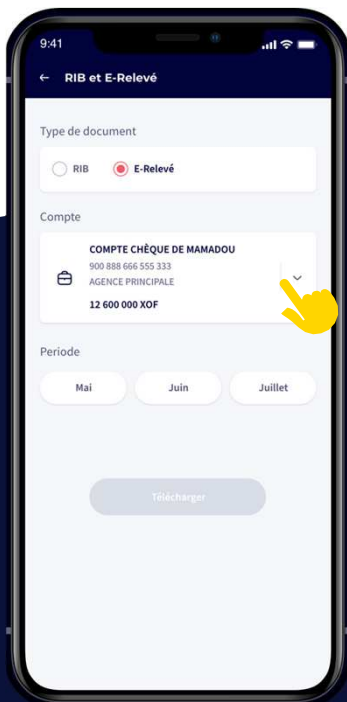 9:41
← RIB et E-Relevé
Type de document
RIB E-Relevé
Compte
COMPTE CHÈQUE DE MAMADOU
900 888 666 555 333
AGENCE PRINCIPALE
12 600 000 XOF
Periode
Mai Juin Juillet
Télécharger